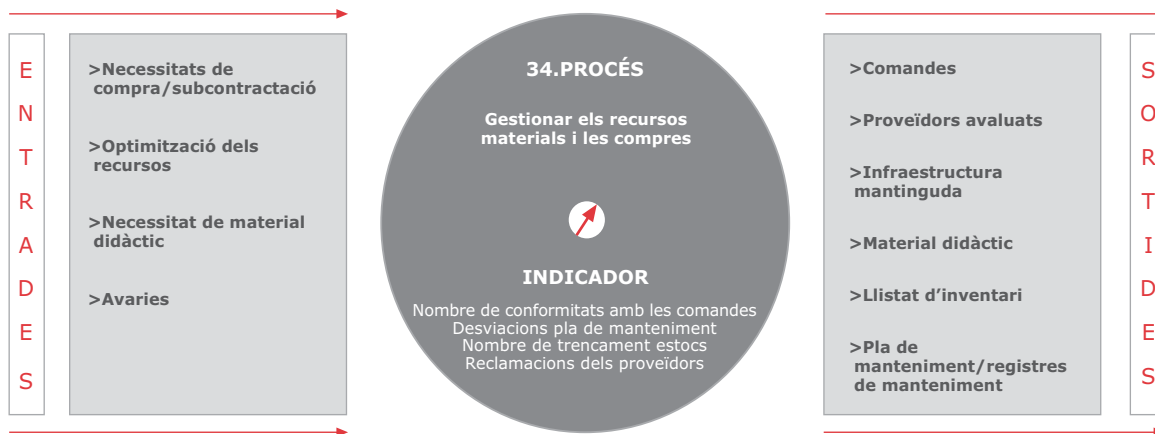 ENTRADES
>Necessitats de
compra/subcontractació
>Optimització dels
recursos
>Necessitat de material
didàctic
>Avaries
34.PROCÉS
Gestionar els recursos
materials i les compres
INDICADOR
Nombre de conformitats amb les comandes
Desviacions pla de manteniment
Nombre de trencament estocs
Reclamacions dels proveïdors
>Comandes
>Proveïdors avaluats
>Infraestructura
mantinguda
>Material didàctic
>Llistat d’inventari
>Pla de
manteniment/registres
de manteniment
SORTIDES